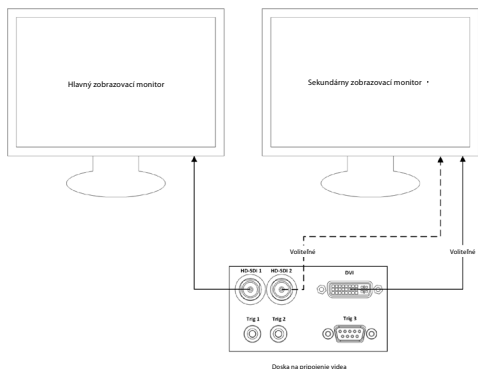 Hlavný zobrazovací monitor
Sekundárny zobrazovací monitor
Voliteľné
Voliteľné
HD-SDI 1
HD-SDI 2
DVI
Trig 1
Trig 2
Trig 3
Doska na pripojenie videa